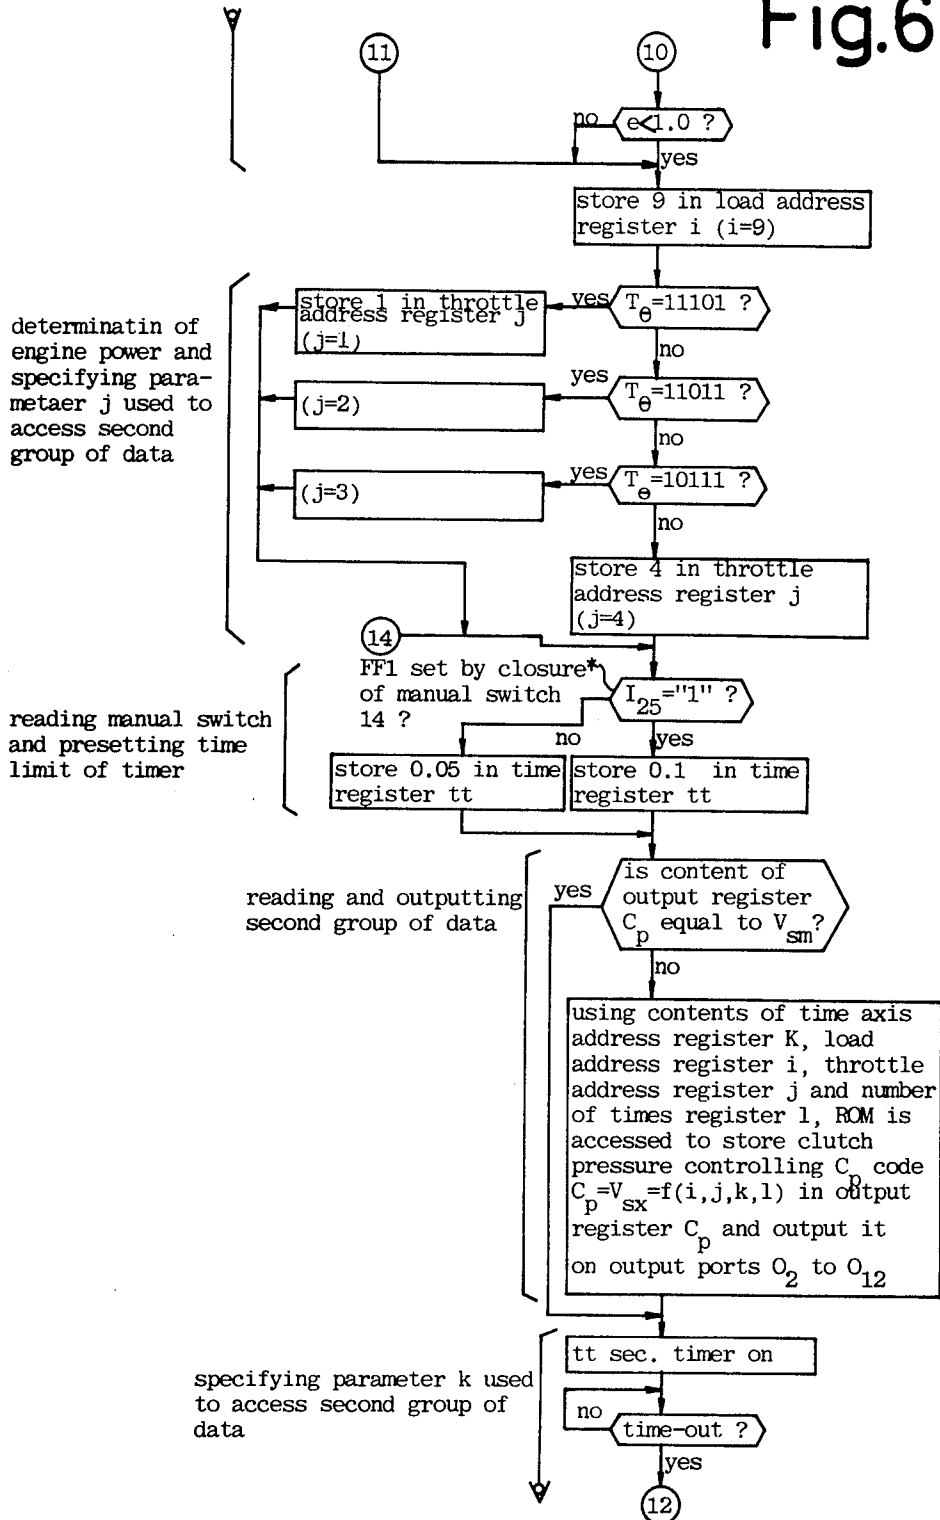 Fig.6
11
10
e<1.0 ?
no
yes
store 9 in load address
register i (i=9)
determinatin of
engine power and
specifying para-
metaer j used to
access second
group of data
store 1 in throttle
address register j
(j=1)
yes
Tθ=11101 ?
no
(j=2)
yes
Tθ=11011 ?
no
(j=3)
yes
Tθ=10111 ?
no
store 4 in throttle
address register j
(j=4)
14
reading manual switch
and presetting time
limit of timer
FF1 set by closure*
of manual switch
14 ?
I25="1" ?
no
yes
store 0.05 in time
register tt
store 0.1 in time
register tt
reading and outputting
second group of data
yes
is content of
output register
Cp equal to Vsm?
no
using contents of time axis
address register K, load
address register i, throttle
address register j and number
of times register l, ROM is
accessed to store clutch
pressure controlling Cp code
Cp=Vsx=f(i,j,k,l) in output
register Cp and output it
on output ports O2 to O12
specifying parameter k used
to access second group of
data
tt sec. timer on
no
time-out ?
yes
12